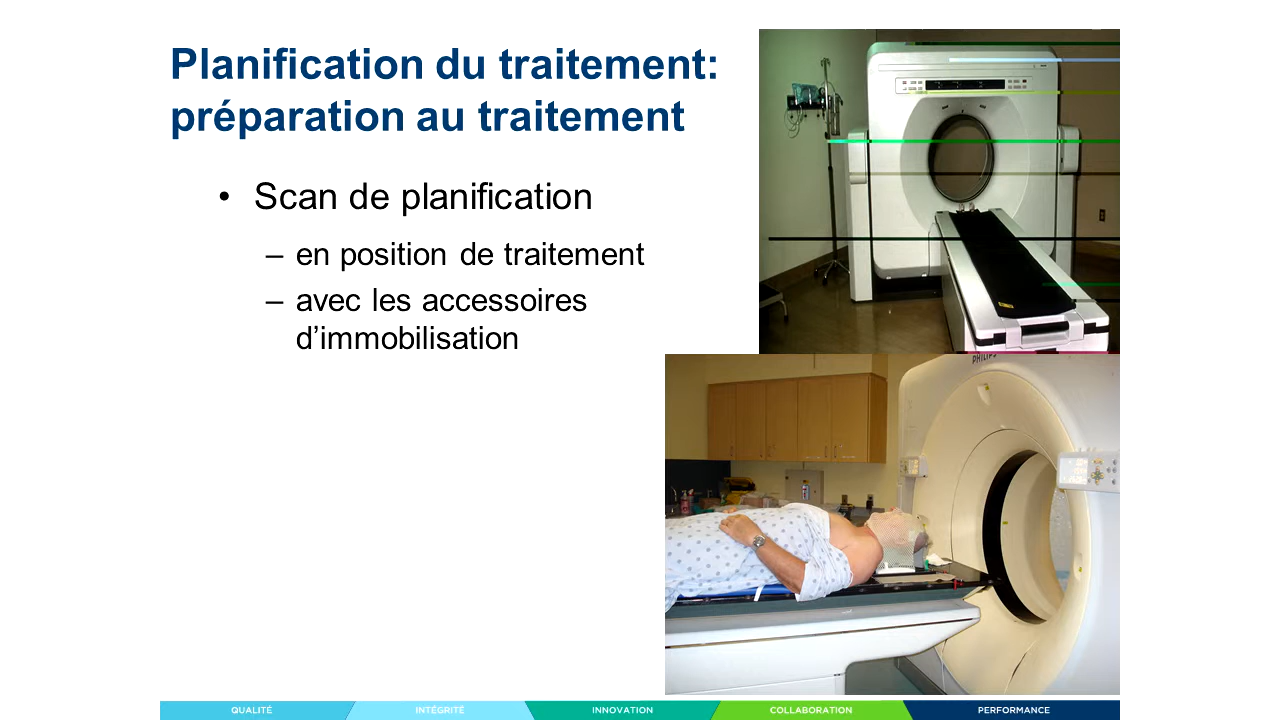 Planification du traitement:
préparation au traitement
• Scan de planification
– en position de traitement
– avec les accessoires
d’immobilisation
PHILIPS
QUALITÉ INTÉGRITÉ INNOVATION COLLABORATION PERFORMANCE